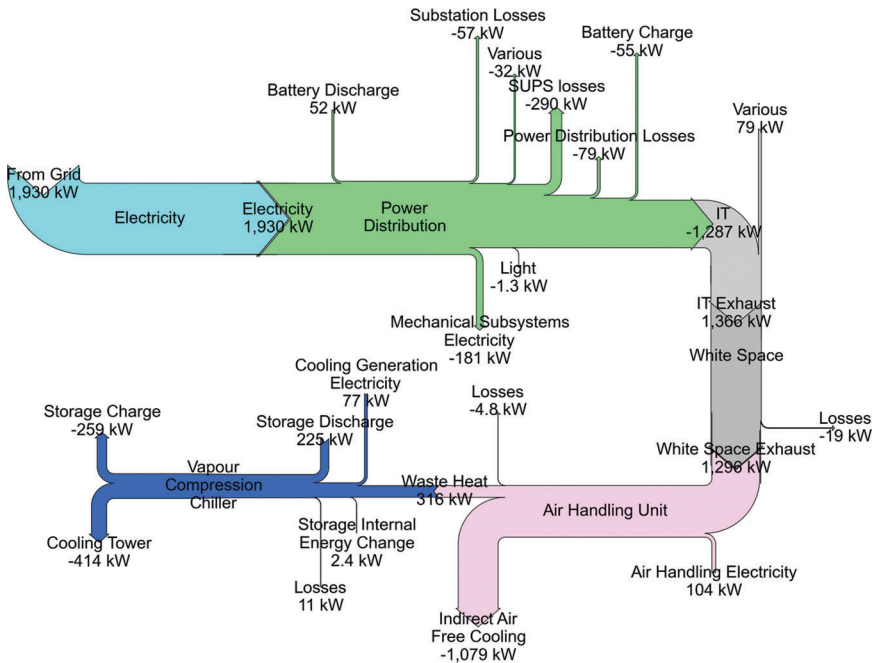 Substation Losses
-57 kW
Battery Charge
-55 kW
Various
-32 kW
Battery Discharge
52 kW
SUPS losses
-290 kW
Various
79 kW
Power Distribution Losses
-79 kW
From Grid
1,930 kW
Electricity
Electricity
1,930 kW
Power
Distribution
IT
-1,287 kW
Light
-1.3 kW
IT Exhaust
1,366 kW
Mechanical Subsystems
Electricity
-181 kW
White Space
Cooling Generation
Electricity
77 kW
Losses
-4.8 kW
Storage Charge
-259 kW
Storage Discharge
225 kW
Losses
-19 kW
White Space Exhaust
1,296 kW
Vapour
Compression
Chiller
Waste Heat
316 kW
Air Handling Unit
Storage Internal
Energy Change
2.4 kW
Cooling Tower
-414 kW
Losses
11 kW
Air Handling Electricity
104 kW
Indirect Air
Free Cooling
-1,079 kW